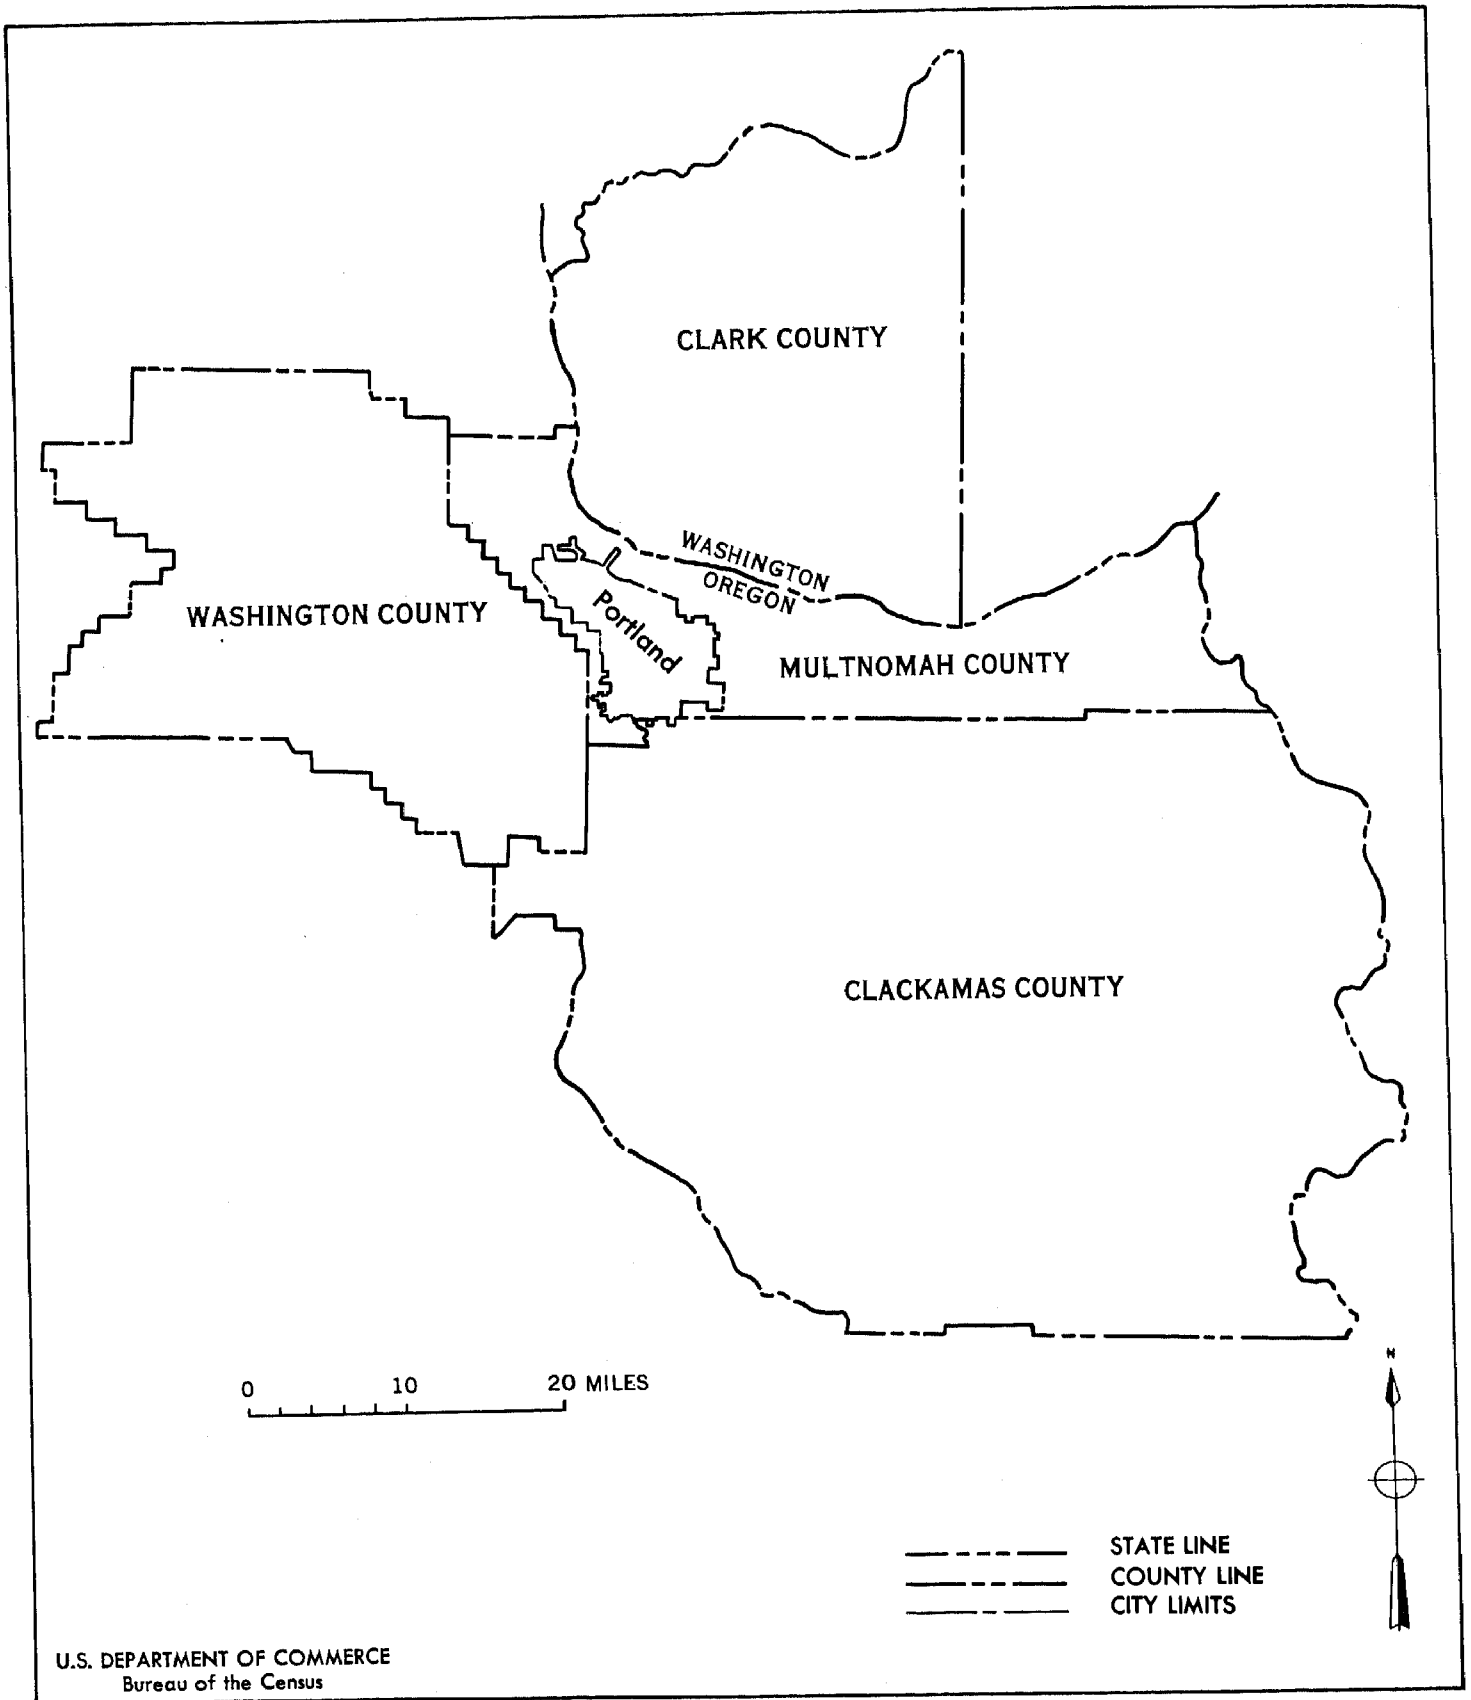 CLARK COUNTY
WASHINGTON
OREGON
WASHINGTON COUNTY
Portland
MULTNOMAH COUNTY
CLACKAMAS COUNTY
0 10 20 MILES
N
STATE LINE
COUNTY LINE
CITY LIMITS
U.S. DEPARTMENT OF COMMERCE
Bureau of the Census